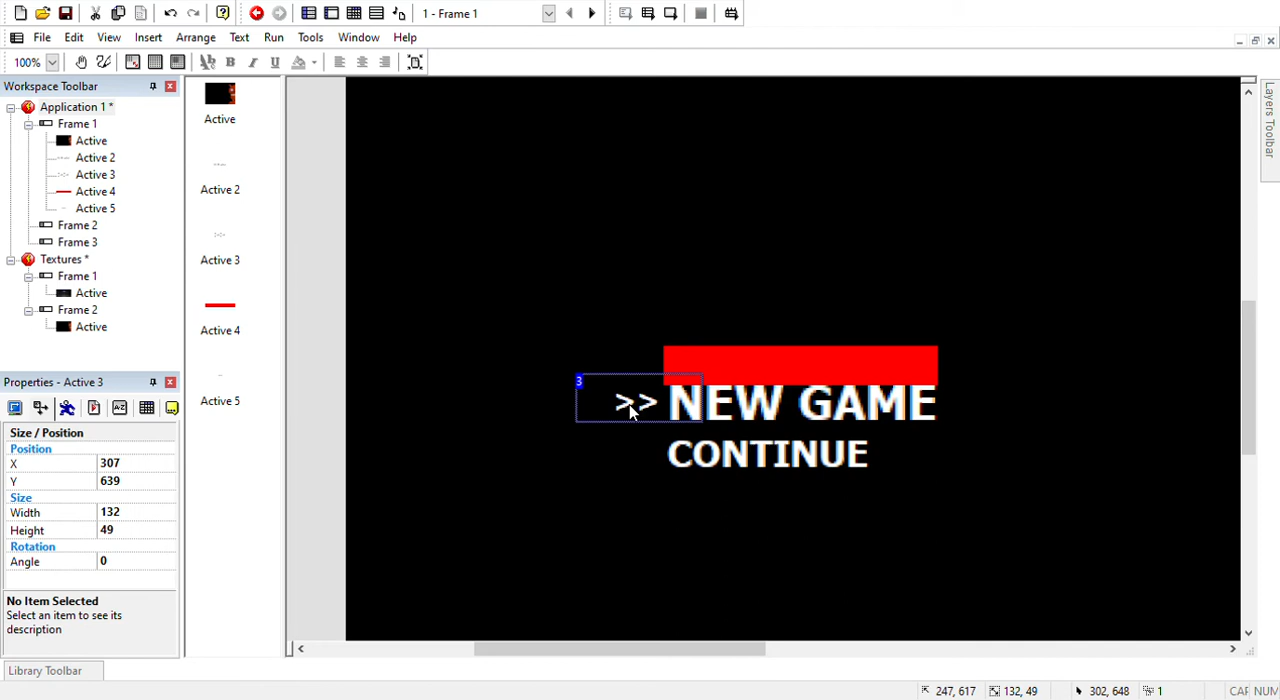 1 - Frame 1
File Edit View Insert Arrange Text Run Tools Window Help
100% B I U
Workspace Toolbar
Application 1 *
Frame 1
Active
Active 2
Active 3
Active 4
Active 5
Frame 2
Frame 3
Textures *
Frame 1
Active
Frame 2
Active
Properties - Active 3
A-Z
Size / Position
Position
X 307
Y 639
Size
Width 132
Height 49
Rotation
Angle 0
No Item Selected
Select an item to see its
description
Library Toolbar
Active
Active 2
Active 3
Active 4
Active 5
3
>> NEW GAME
CONTINUE
Layers Toolbar
247, 617 132, 49 302, 648 1 CAP NUM